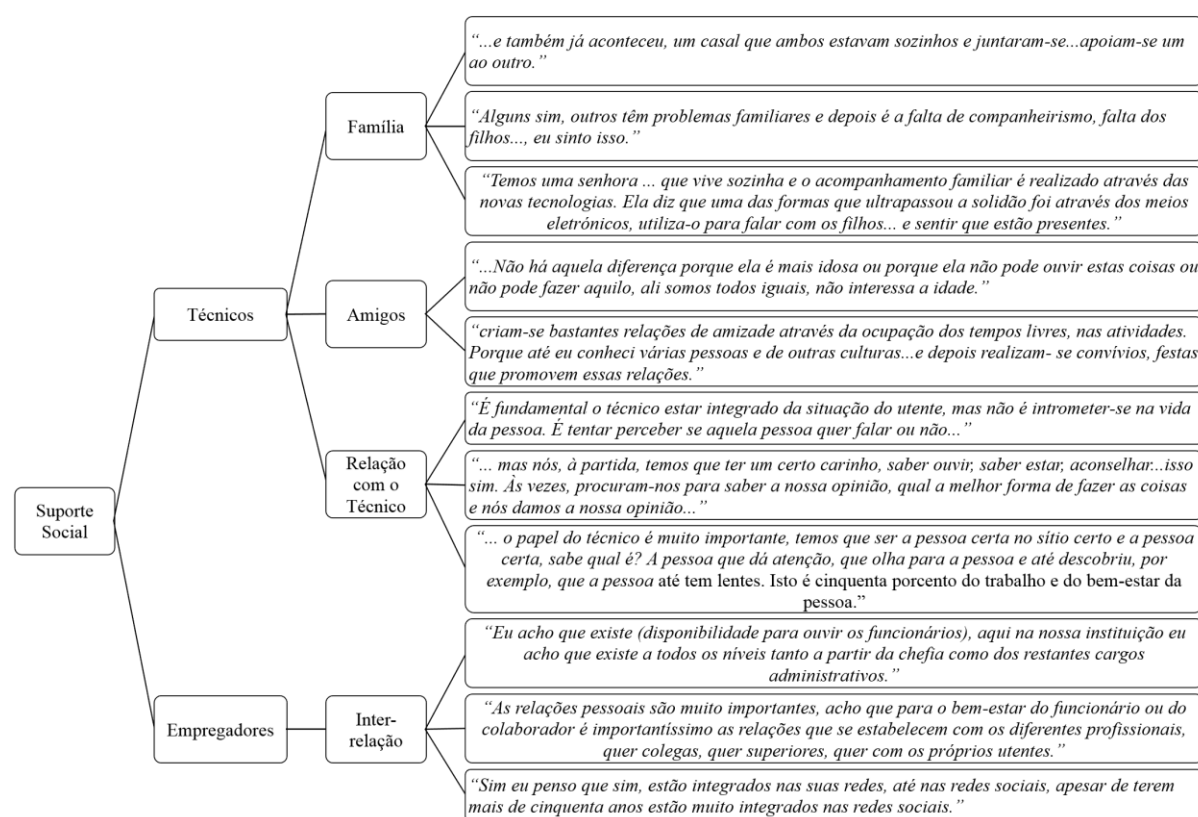 “...e também já aconteceu, um casal que ambos estavam sozinhos e juntaram-se...apoiam-se um
ao outro.”
Família
“Alguns sim, outros têm problemas familiares e depois é a falta de companheirismo, falta dos
filhos..., eu sinto isso.”
“Temos uma senhora ... que vive sozinha e o acompanhamento familiar é realizado através das
novas tecnologias. Ela diz que uma das formas que ultrapassou a solidão foi através dos meios
eletrónicos, utiliza-o para falar com os filhos... e sentir que estão presentes.”
Técnicos
Amigos
“...Não há aquela diferença porque ela é mais idosa ou porque ela não pode ouvir estas coisas ou
não pode fazer aquilo, ali somos todos iguais, não interessa a idade.”
“criam-se bastantes relações de amizade através da ocupação dos tempos livres, nas atividades.
Porque até eu conheci várias pessoas e de outras culturas...e depois realizam- se convívios, festas
que promovem essas relações.”
“É fundamental o técnico estar integrado da situação do utente, mas não é intrometer-se na vida
da pessoa. É tentar perceber se aquela pessoa quer falar ou não...”
Relação
com o
Técnico
“... mas nós, à partida, temos que ter um certo carinho, saber ouvir, saber estar, aconselhar...isso
sim. Às vezes, procuram-nos para saber a nossa opinião, qual a melhor forma de fazer as coisas
e nós damos a nossa opinião...”
Suporte
Social
“... o papel do técnico é muito importante, temos que ser a pessoa certa no sítio certo e a pessoa
certa, sabe qual é? A pessoa que dá atenção, que olha para a pessoa e até descobriu, por
exemplo, que a pessoa até tem lentes. Isto é cinquenta porcento do trabalho e do bem-estar da
pessoa.”
“Eu acho que existe (disponibilidade para ouvir os funcionários), aqui na nossa instituição eu
acho que existe a todos os níveis tanto a partir da chefia como dos restantes cargos
administrativos.”
Empregadores
Inter-
relação
“As relações pessoais são muito importantes, acho que para o bem-estar do funcionário ou do
colaborador é importantíssimo as relações que se estabelecem com os diferentes profissionais,
quer colegas, quer superiores, quer com os próprios utentes.”
“Sim eu penso que sim, estão integrados nas suas redes, até nas redes sociais, apesar de terem
mais de cinquenta anos estão muito integrados nas redes sociais.”